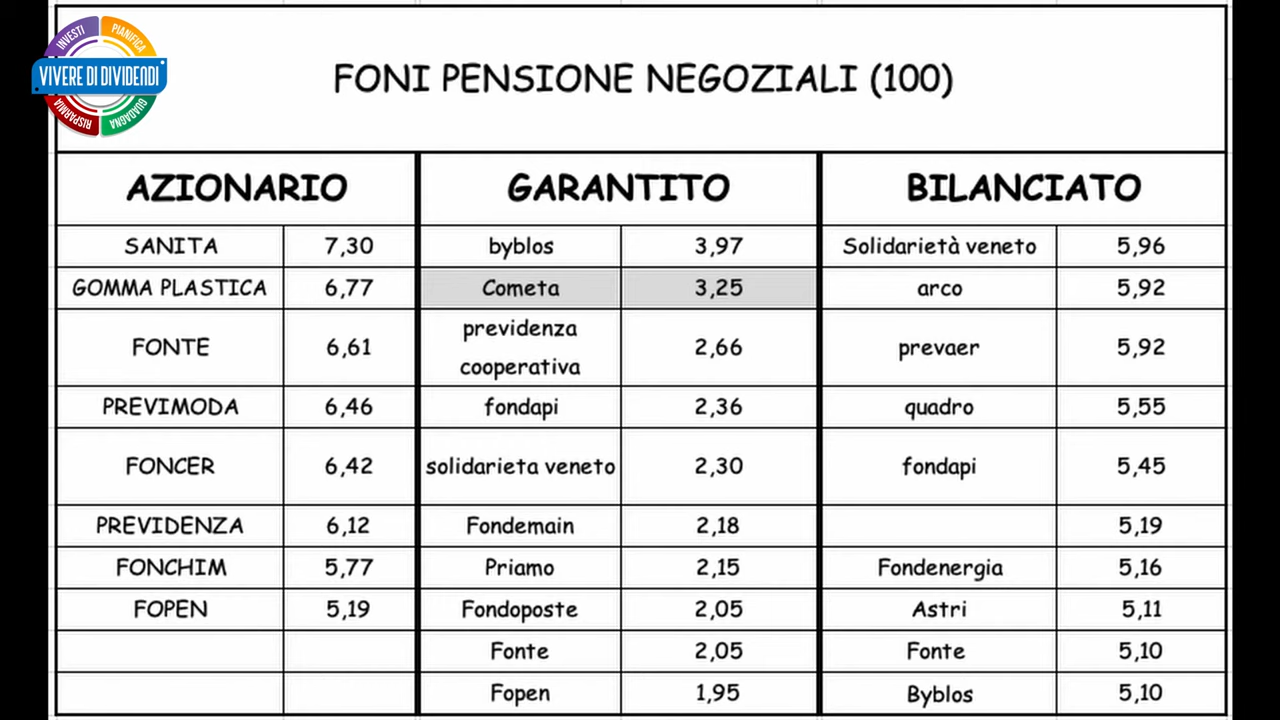 INVESTI
PIANIFICA
VIVERE DI DIVIDENDI
RISPARMIA
GUADAGNA
FONI PENSIONE NEGOZIALI (100)
AZIONARIO GARANTITO BILANCIATO
SANITA 7,30 byblos 3,97 Solidarietà veneto 5,96
GOMMA PLASTICA 6,77 Cometa 3,25 arco 5,92
FONTE 6,61 previdenza cooperativa 2,66 prevaer 5,92
PREVIMODA 6,46 fondapi 2,36 quadro 5,55
FONCER 6,42 solidarieta veneto 2,30 fondapi 5,45
PREVIDENZA 6,12 Fondemain 2,18 5,19
FONCHIM 5,77 Priamo 2,15 Fondenergia 5,16
FOPEN 5,19 Fondoposte 2,05 Astri 5,11
Fonte 2,05 Fonte 5,10
Fopen 1,95 Byblos 5,10